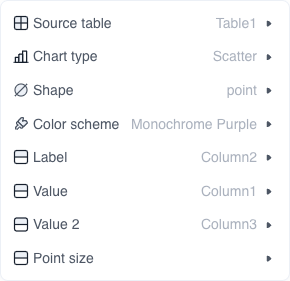 Source table Table1
Chart type Scatter
Shape point
Color scheme Monochrome Purple
Label Column2
Value Column1
Value 2 Column3
Point size